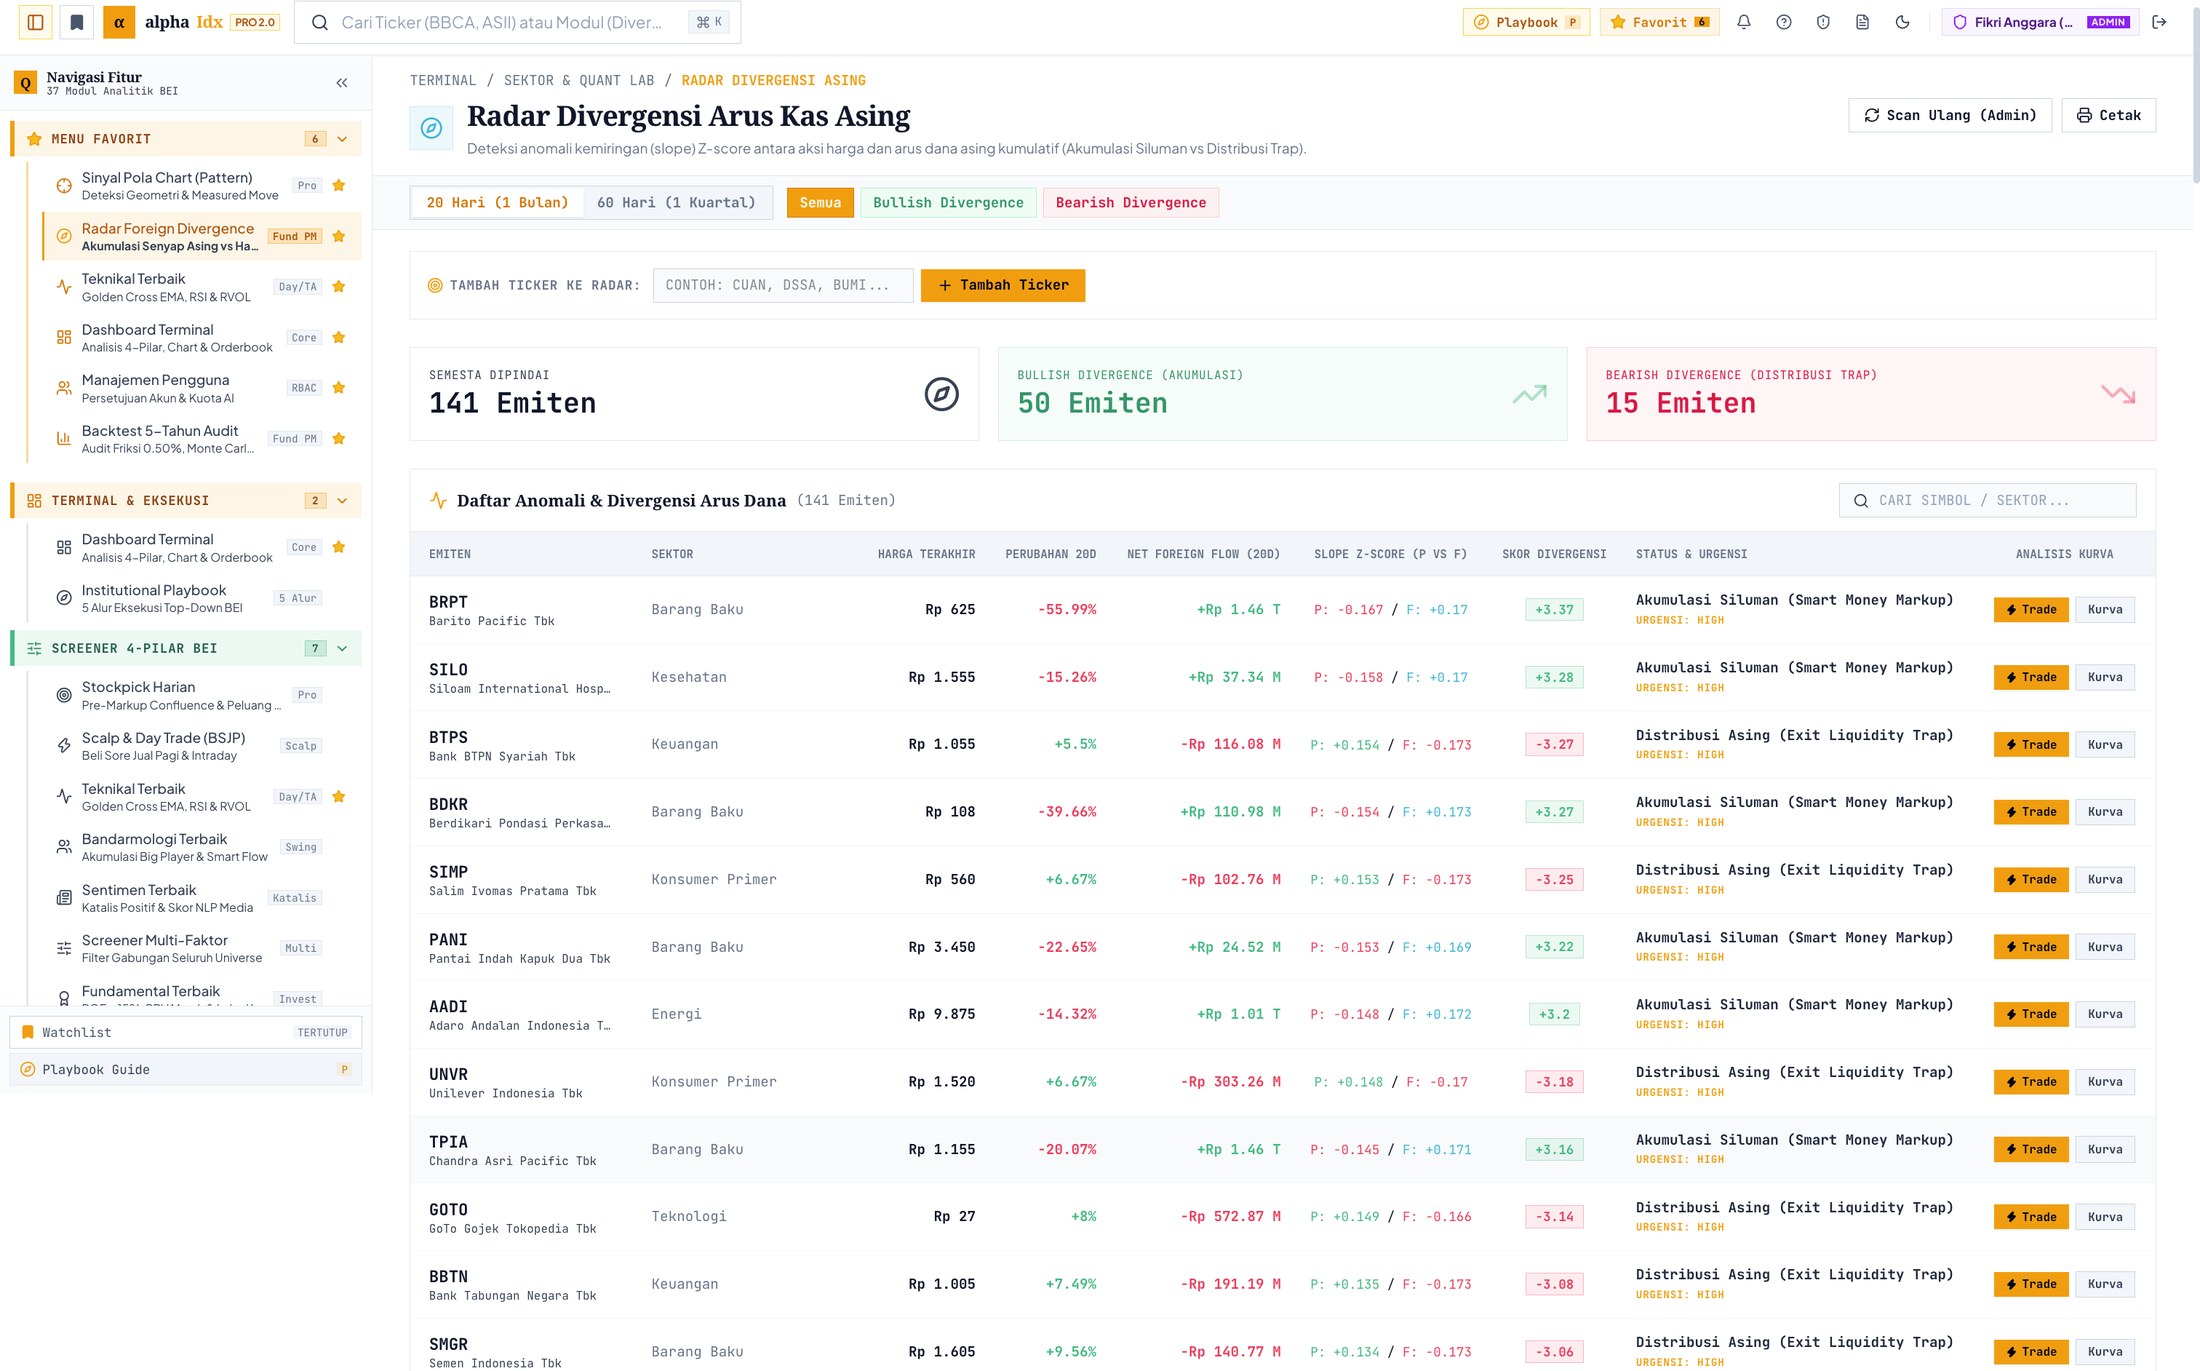 α alpha Idx PRO 2.0
Cari Ticker (BBCA, ASII) atau Modul (Diver... ⌘ K
Playbook P
Favorit 6
Fikri Anggara (... ADMIN
Q Navigasi Fitur
37 Modul Analitik BEI
MENU FAVORIT 6
Sinyal Pola Chart (Pattern) Pro
Deteksi Geometri & Measured Move
Radar Foreign Divergence Fund PM
Akumulasi Senyap Asing vs Ha...
Teknikal Terbaik Day/TA
Golden Cross EMA, RSI & RVOL
Dashboard Terminal Core
Analisis 4-Pilar, Chart & Orderbook
Manajemen Pengguna RBAC
Persetujuan Akun & Kuota AI
Backtest 5-Tahun Audit Fund PM
Audit Friksi 0.50%, Monte Carl...
TERMINAL & EKSEKUSI 2
Dashboard Terminal Core
Analisis 4-Pilar, Chart & Orderbook
Institutional Playbook 5 Alur
5 Alur Eksekusi Top-Down BEI
SCREENER 4-PILAR BEI 7
Stockpick Harian Pro
Pre-Markup Confluence & Peluang ...
Scalp & Day Trade (BSJP) Scalp
Beli Sore Jual Pagi & Intraday
Teknikal Terbaik Day/TA
Golden Cross EMA, RSI & RVOL
Bandarmologi Terbaik Swing
Akumulasi Big Player & Smart Flow
Sentimen Terbaik Katalis
Katalis Positif & Skor NLP Media
Screener Multi-Faktor Multi
Filter Gabungan Seluruh Universe
Fundamental Terbaik Invest
Watchlist TERTUTUP
Playbook Guide P
TERMINAL / SEKTOR & QUANT LAB / RADAR DIVERGENSI ASING
Radar Divergensi Arus Kas Asing
Deteksi anomali kemiringan (slope) Z-score antara aksi harga dan arus dana asing kumulatif (Akumulasi Siluman vs Distribusi Trap).
Scan Ulang (Admin) Cetak
20 Hari (1 Bulan) 60 Hari (1 Kuartal) Semua Bullish Divergence Bearish Divergence
TAMBAH TICKER KE RADAR: CONTOH: CUAN, DSSA, BUMI... + Tambah Ticker
SEMESTA DIPINDAI
141 Emiten
BULLISH DIVERGENCE (AKUMULASI)
50 Emiten
BEARISH DIVERGENCE (DISTRIBUSI TRAP)
15 Emiten
Daftar Anomali & Divergensi Arus Dana (141 Emiten) CARI SIMBOL / SEKTOR...
EMITEN SEKTOR HARGA TERAKHIR PERUBAHAN 20D NET FOREIGN FLOW (20D) SLOPE Z-SCORE (P VS F) SKOR DIVERGENSI STATUS & URGENSI ANALISIS KURVA
BRPT Barang Baku Rp 625 -55.99% +Rp 1.46 T P: -0.167 / F: +0.17 +3.37 Akumulasi Siluman (Smart Money Markup) Trade Kurva
Barito Pacific Tbk URGENSI: HIGH
SILO Kesehatan Rp 1.555 -15.26% +Rp 37.34 M P: -0.158 / F: +0.17 +3.28 Akumulasi Siluman (Smart Money Markup) Trade Kurva
Siloam International Hosp... URGENSI: HIGH
BTPS Keuangan Rp 1.055 +5.5% -Rp 116.08 M P: +0.154 / F: -0.173 -3.27 Distribusi Asing (Exit Liquidity Trap) Trade Kurva
Bank BTPN Syariah Tbk URGENSI: HIGH
BDKR Barang Baku Rp 108 -39.66% +Rp 110.98 M P: -0.154 / F: +0.173 +3.27 Akumulasi Siluman (Smart Money Markup) Trade Kurva
Berdikari Pondasi Perkasa... URGENSI: HIGH
SIMP Konsumer Primer Rp 560 +6.67% -Rp 102.76 M P: +0.153 / F: -0.173 -3.25 Distribusi Asing (Exit Liquidity Trap) Trade Kurva
Salim Ivomas Pratama Tbk URGENSI: HIGH
PANI Barang Baku Rp 3.450 -22.65% +Rp 24.52 M P: -0.153 / F: +0.169 +3.22 Akumulasi Siluman (Smart Money Markup) Trade Kurva
Pantai Indah Kapuk Dua Tbk URGENSI: HIGH
AADI Energi Rp 9.875 -14.32% +Rp 1.01 T P: -0.148 / F: +0.172 +3.2 Akumulasi Siluman (Smart Money Markup) Trade Kurva
Adaro Andalan Indonesia T... URGENSI: HIGH
UNVR Konsumer Primer Rp 1.520 +6.67% -Rp 303.26 M P: +0.148 / F: -0.17 -3.18 Distribusi Asing (Exit Liquidity Trap) Trade Kurva
Unilever Indonesia Tbk URGENSI: HIGH
TPIA Barang Baku Rp 1.155 -20.07% +Rp 1.46 T P: -0.145 / F: +0.171 +3.16 Akumulasi Siluman (Smart Money Markup) Trade Kurva
Chandra Asri Pacific Tbk URGENSI: HIGH
GOTO Teknologi Rp 27 +8% -Rp 572.87 M P: +0.149 / F: -0.166 -3.14 Distribusi Asing (Exit Liquidity Trap) Trade Kurva
GoTo Gojek Tokopedia Tbk URGENSI: HIGH
BBTN Keuangan Rp 1.005 +7.49% -Rp 191.19 M P: +0.135 / F: -0.173 -3.08 Distribusi Asing (Exit Liquidity Trap) Trade Kurva
Bank Tabungan Negara Tbk URGENSI: HIGH
SMGR Barang Baku Rp 1.605 +9.56% -Rp 140.77 M P: +0.134 / F: -0.173 -3.06 Distribusi Asing (Exit Liquidity Trap) Trade Kurva
Semen Indonesia Tbk URGENSI: HIGH